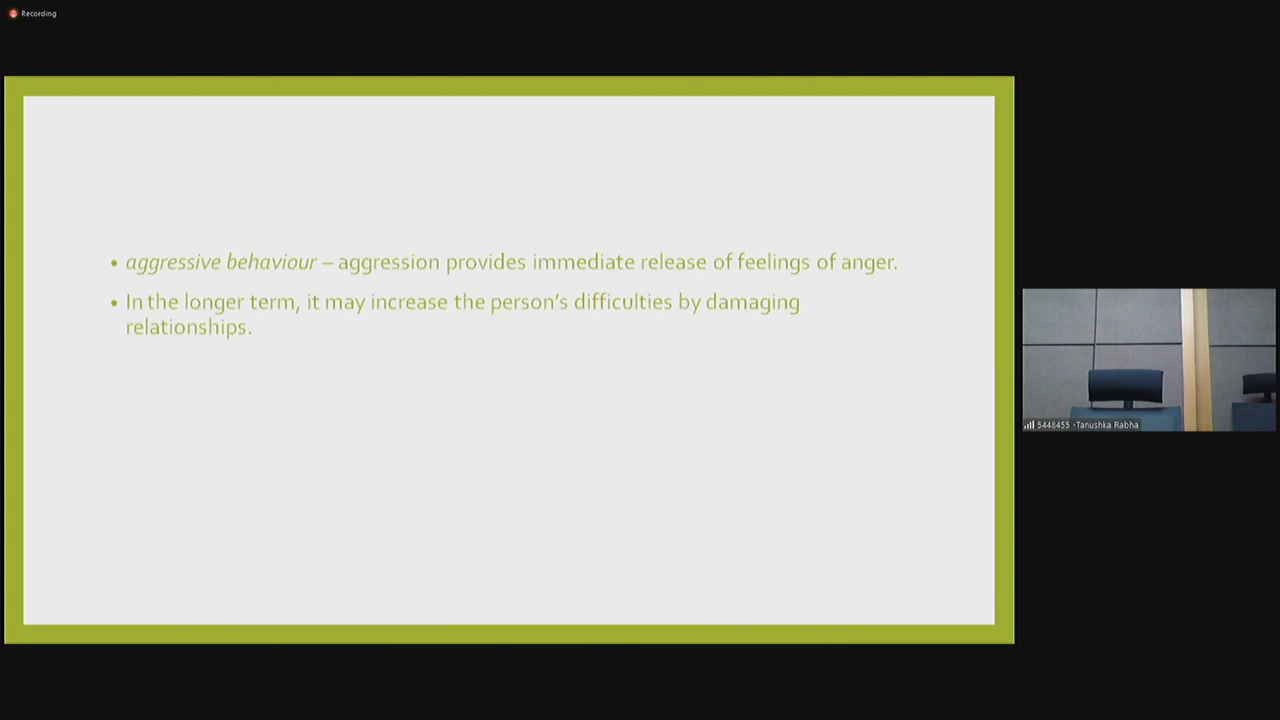 Recording
• aggressive behaviour – aggression provides immediate release of feelings of anger.
• In the longer term, it may increase the person's difficulties by damaging
relationships.
5448455 -Tanushka Rabha